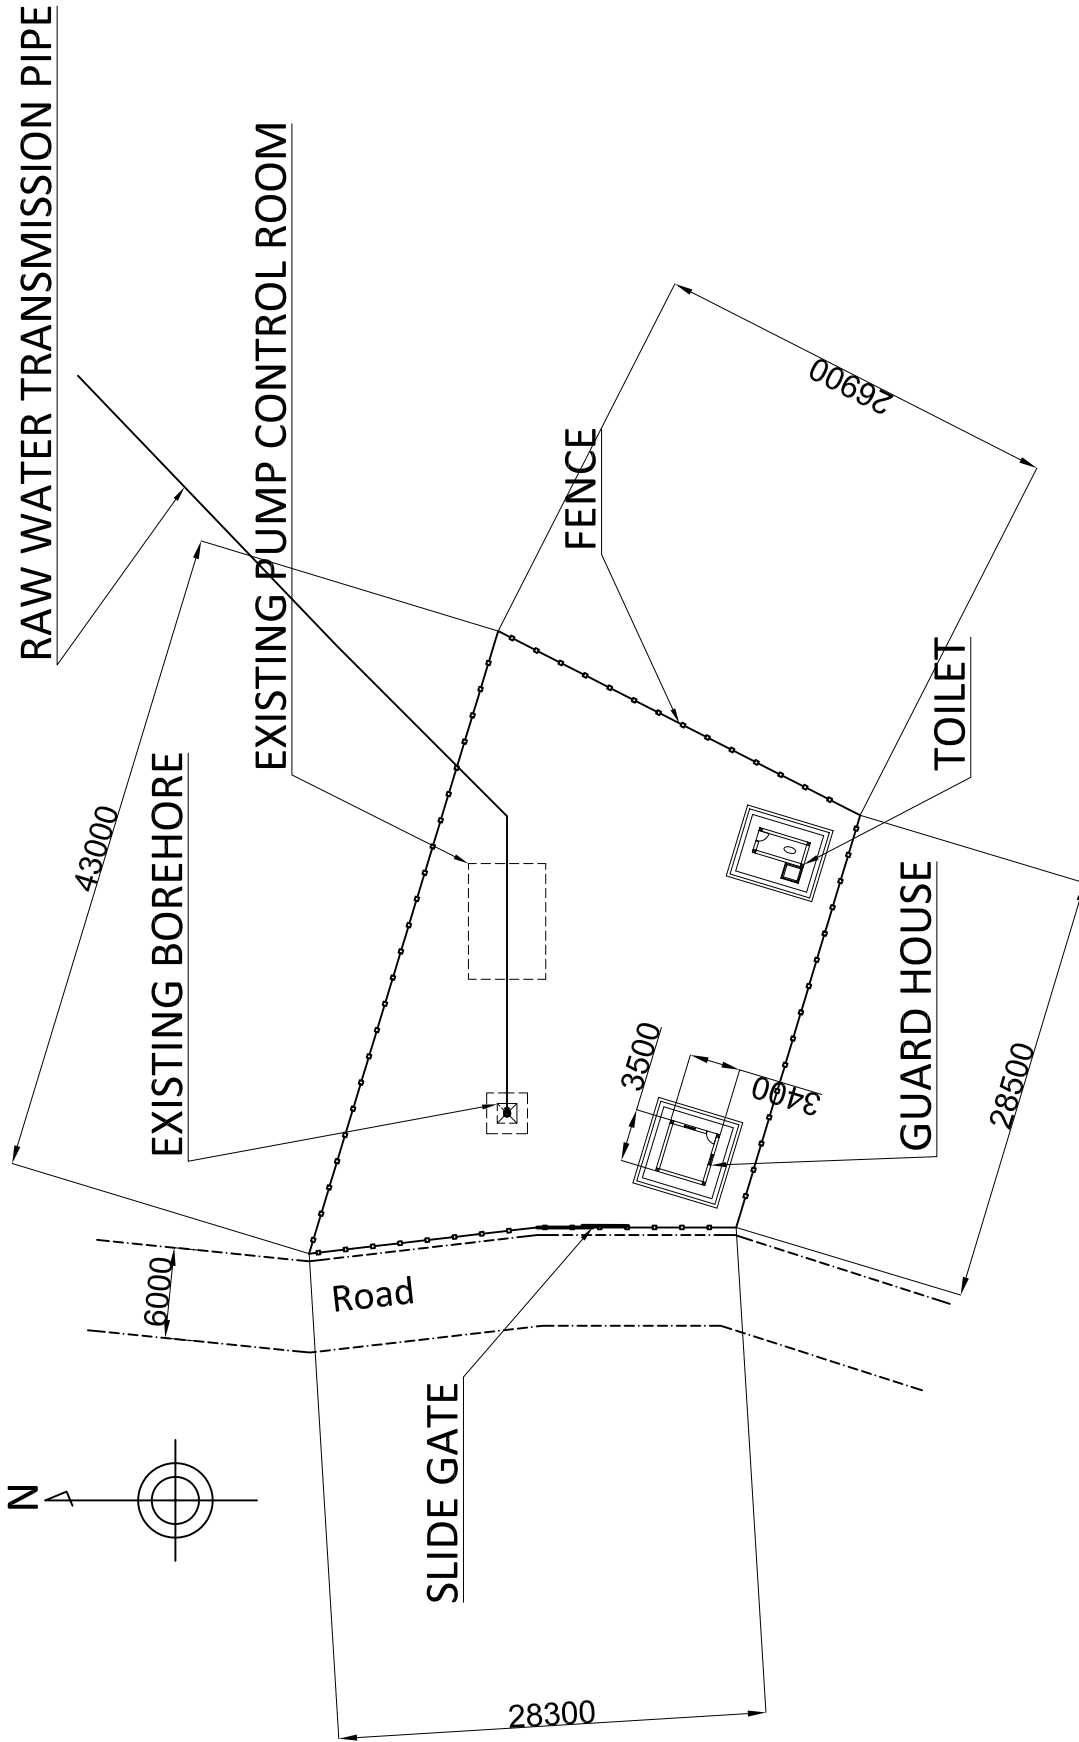 RAW WATER TRANSMISSION PIPE
EXISTING PUMP CONTROL ROOM
EXISTING BOREHORE
43000
26900
FENCE
TOILET
3500
3400
GUARD HOUSE
28500
6000
Road
SLIDE GATE
N
28300